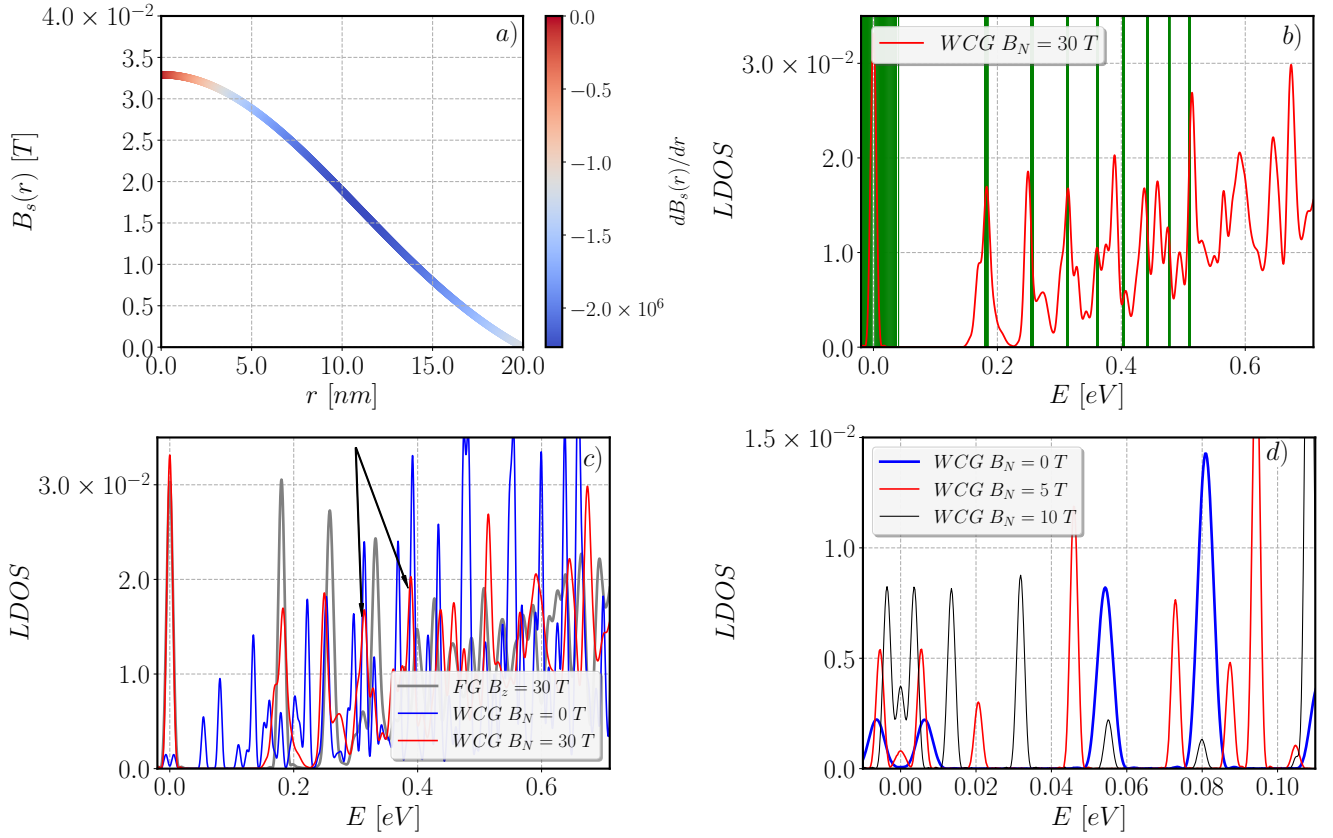 a)
4.0 × 10⁻²
3.5
3.0
2.5
2.0
1.5
1.0
0.0
B_s(r) [T]
0.0 5.0 10.0 15.0 20.0
r [nm]
0.0
−0.5
−1.0
−1.5
−2.0 × 10⁶
dB_s(r)/dr
b)
WCG B_N = 30 T
3.0 × 10⁻²
2.0
1.0
0.0
LDOS
0.0 0.2 0.4 0.6
E [eV]
c)
3.0 × 10⁻²
2.0
1.0
0.0
LDOS
FG B_z = 30 T
WCG B_N = 0 T
WCG B_N = 30 T
0.0 0.2 0.4 0.6
E [eV]
d)
1.5 × 10⁻²
1.0
0.5
0.0
LDOS
WCG B_N = 0 T
WCG B_N = 5 T
WCG B_N = 10 T
0.00 0.02 0.04 0.06 0.08 0.10
E [eV]